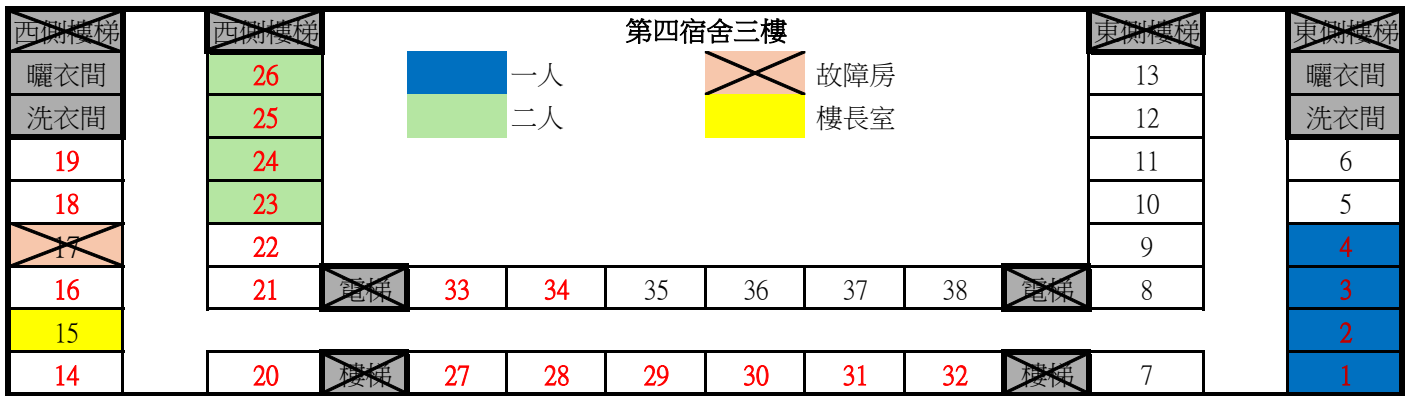 西側樓梯 西側樓梯 第四宿舍三樓 東側樓梯 東側樓梯
曬衣間 26 一人 故障房 13 曬衣間
洗衣間 25 二人 樓長室 12 洗衣間
19 24 11 6
18 23 10 5
17 22 9 4
16 21 電梯 33 34 35 36 37 38 電梯 8 3
15 2
14 20 樓梯 27 28 29 30 31 32 樓梯 7 1